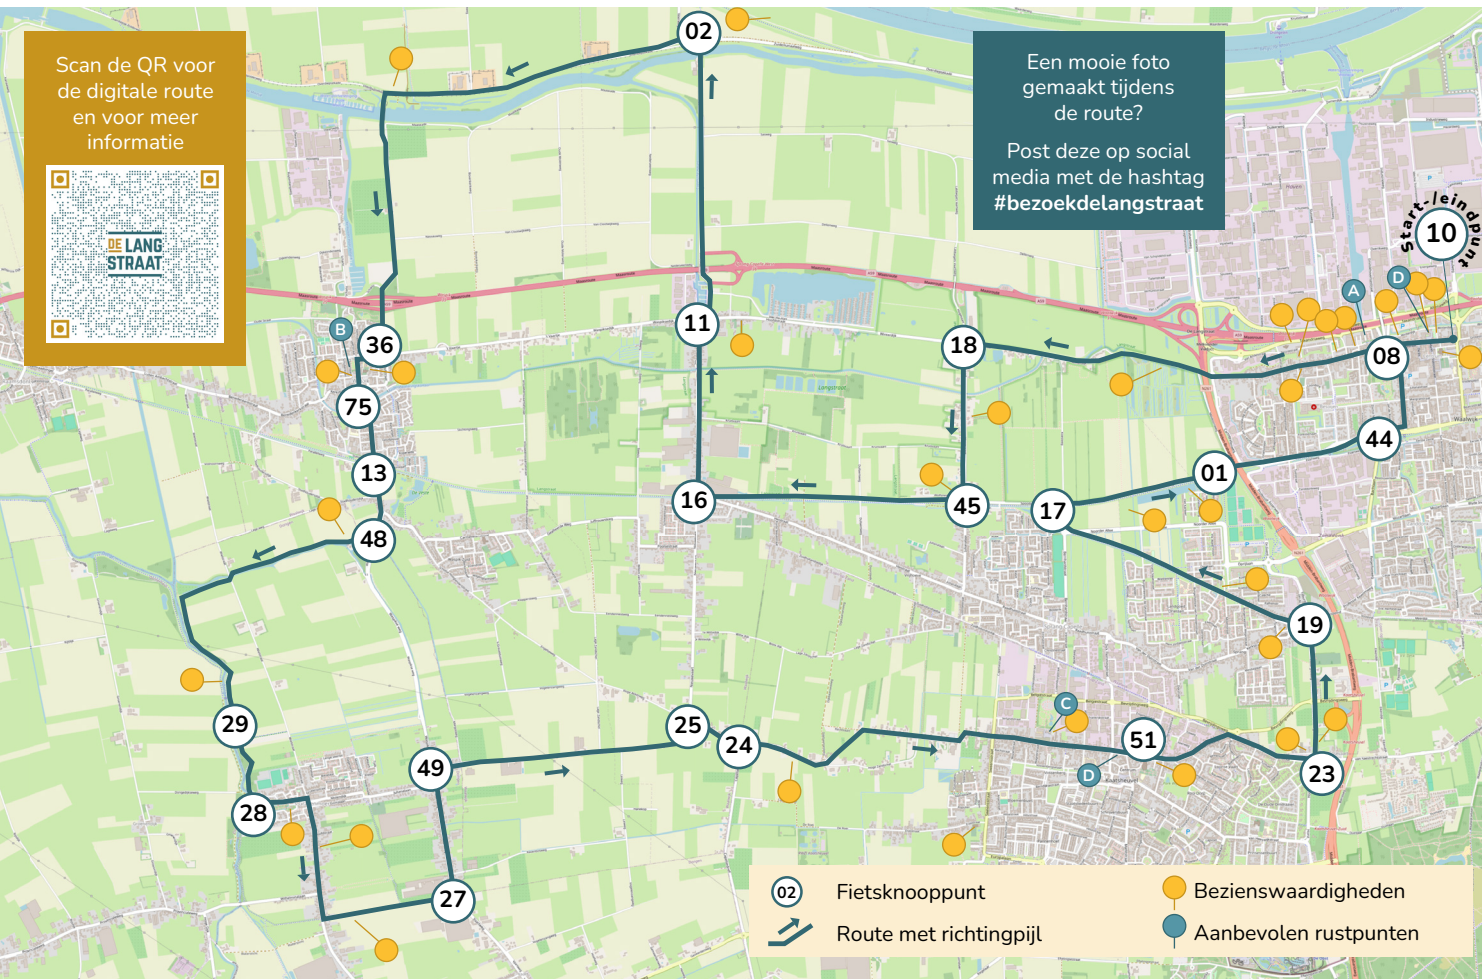 Scan de QR voor
de digitale route
en voor meer
informatie
DE LANG
STRAAT
Een mooie foto
gemaakt tijdens
de route?
Post deze op social
media met de hashtag
#bezoekdelangstraat
Start-/eindpunt
10
02
11
18
08
44
01
17
45
16
36
B
75
13
48
A
D
19
23
51
C
D
25
24
49
29
28
27
02 Fietsknooppunt
Route met richtingpijl
Bezienswaardigheden
Aanbevolen rustpunten